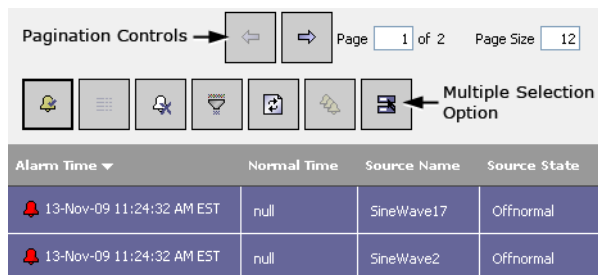 Pagination Controls
Page 1 of 2 Page Size 12
Multiple Selection
Option
Alarm Time Normal Time Source Name Source State
13-Nov-09 11:24:32 AM EST null SineWave17 Offnormal
13-Nov-09 11:24:32 AM EST null SineWave2 Offnormal